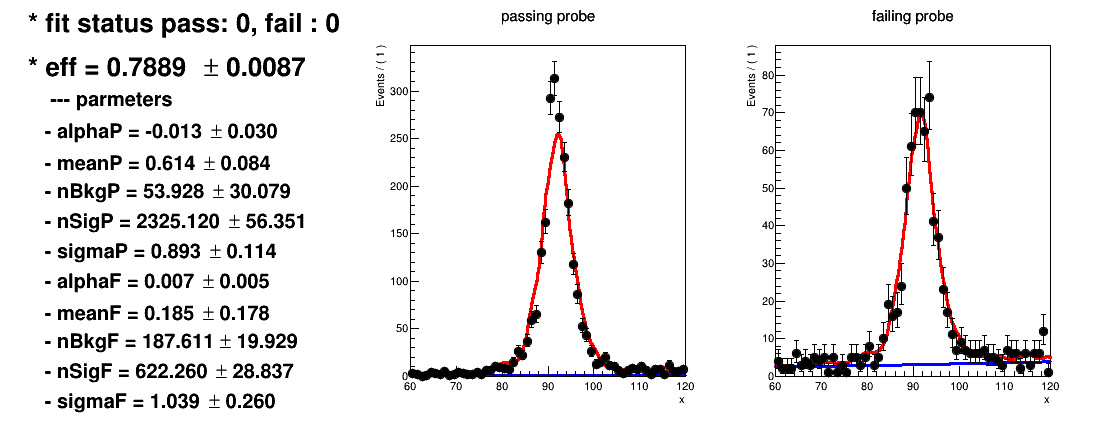 * fit status pass: 0, fail : 0
* eff = 0.7889 ± 0.0087
--- parmeters
- alphaP = -0.013 ± 0.030
- meanP = 0.614 ± 0.084
- nBkgP = 53.928 ± 30.079
- nSigP = 2325.120 ± 56.351
- sigmaP = 0.893 ± 0.114
- alphaF = 0.007 ± 0.005
- meanF = 0.185 ± 0.178
- nBkgF = 187.611 ± 19.929
- nSigF = 622.260 ± 28.837
- sigmaF = 1.039 ± 0.260
passing probe
Events / ( 1 )
300
250
200
150
100
50
0
60 70 80 90 100 110 120
x
failing probe
Events / ( 1 )
80
70
60
50
40
30
20
10
0
60 70 80 90 100 110 120
x